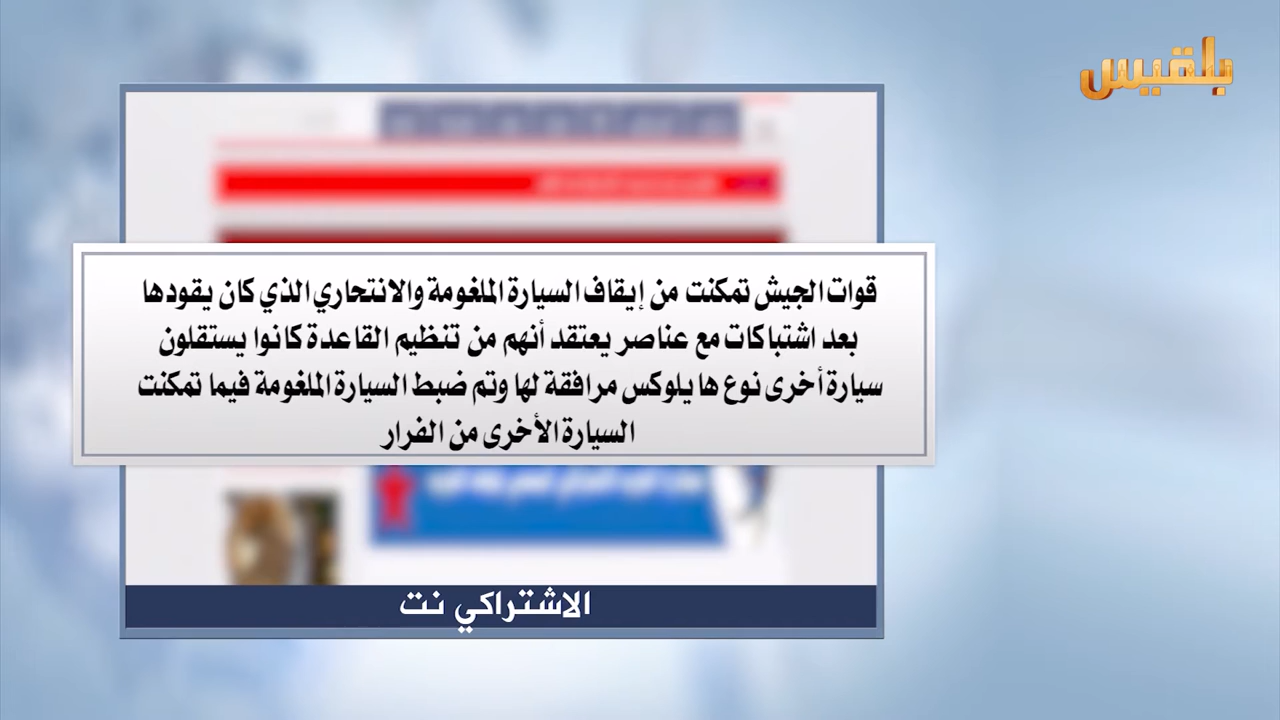 بلقيس
قوات الجيش تمكنت من إيقاف السيارة الملغومة والانتحاري الذي كان يقودها
بعد اشتباكات مع عناصر يعتقد أنهم من تنظيم القاعدة كانوا يستقلون
سيارة أخرى نوع هايلوكس مرافقة لها وتم ضبط السيارة الملغومة فيما تمكنت
السيارة الأخرى من الفرار
الاشتراكي نت